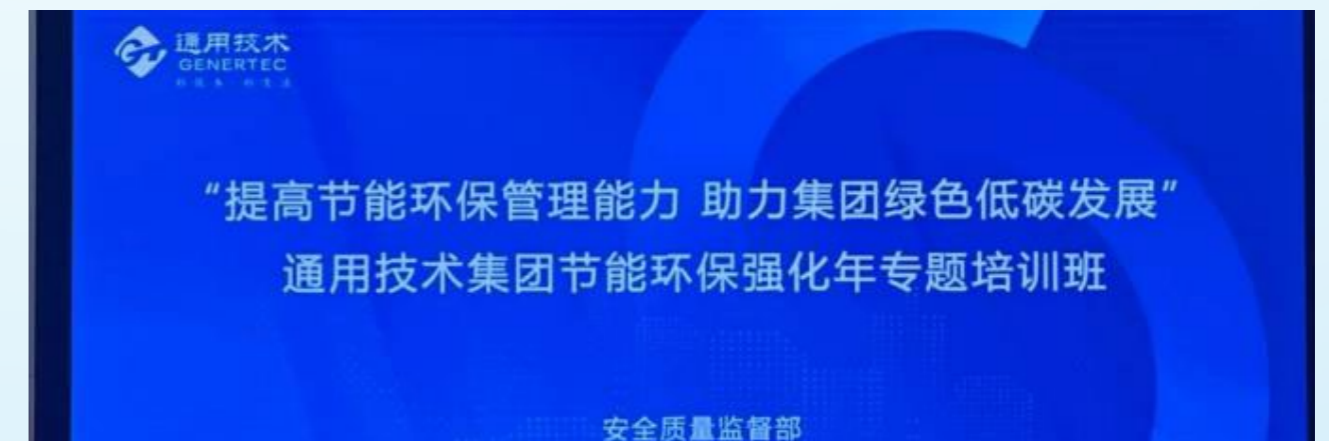 通用技术
GENERTEC
“提高节能环保管理能力 助力集团绿色低碳发展”
通用技术集团节能环保强化年专题培训班
安全质量监督部